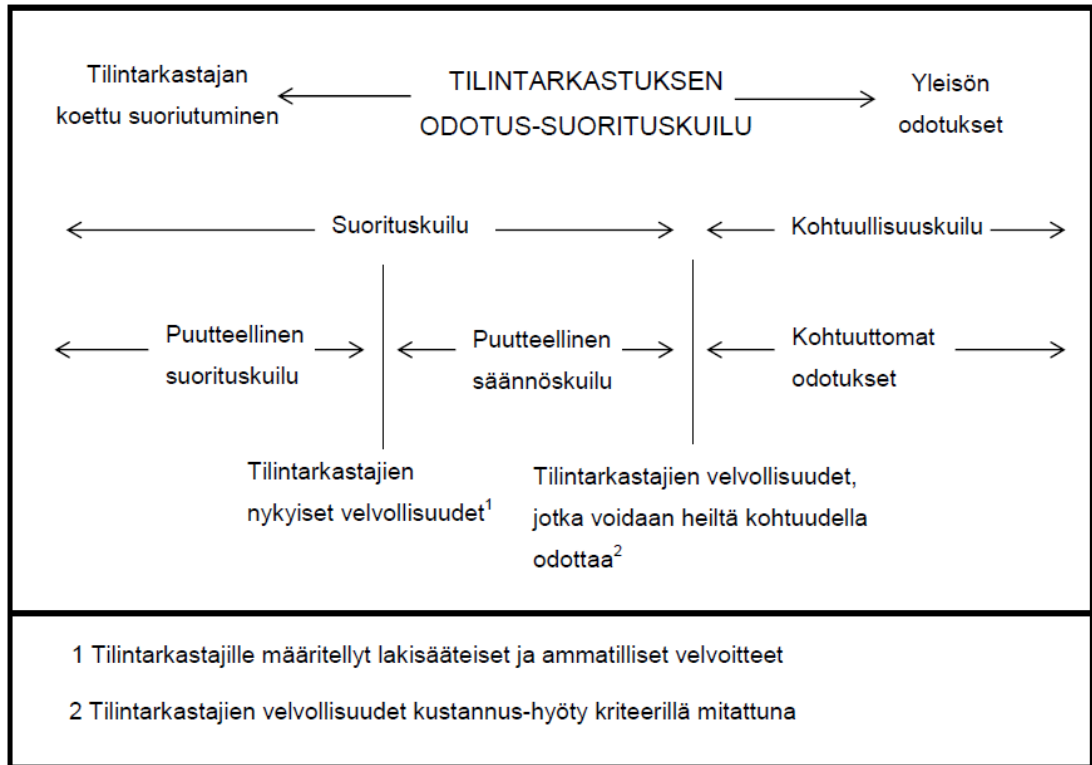 Tilintarkastajan
koettu suoriutuminen
TILINTARKASTUKSEN
ODOTUS-SUORITUSKUILU
Yleisön
odotukset
Suorituskuilu
Kohtuullisuuskuilu
Puutteellinen
suorituskuilu
Puutteellinen
säännöskuilu
Kohtuuttomat
odotukset
Tilintarkastajien
nykyiset velvollisuudet1
Tilintarkastajien velvollisuudet,
jotka voidaan heiltä kohtuudella
odottaa2
1 Tilintarkastajille määritellyt lakisääteiset ja ammatilliset velvoitteet
2 Tilintarkastajien velvollisuudet kustannus-hyöty kriteerillä mitattuna